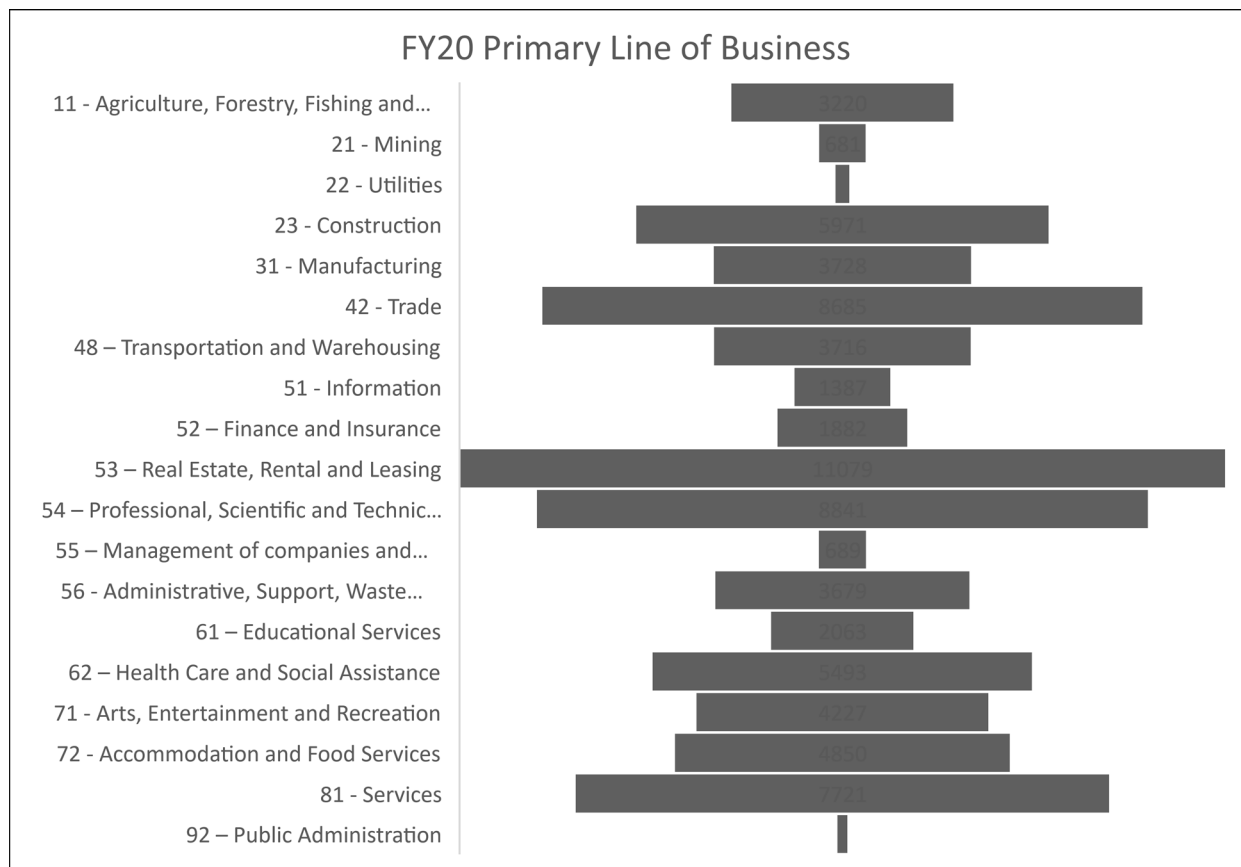 FY20 Primary Line of Business
11 - Agriculture, Forestry, Fishing and...
3220
21 - Mining
681
22 - Utilities
23 - Construction
5971
31 - Manufacturing
3728
42 - Trade
8685
48 – Transportation and Warehousing
3716
51 - Information
1387
52 – Finance and Insurance
1882
53 – Real Estate, Rental and Leasing
11079
54 – Professional, Scientific and Technic...
8841
55 – Management of companies and...
689
56 - Administrative, Support, Waste...
3679
61 – Educational Services
2063
62 – Health Care and Social Assistance
5493
71 - Arts, Entertainment and Recreation
4227
72 - Accommodation and Food Services
4850
81 - Services
7721
92 – Public Administration